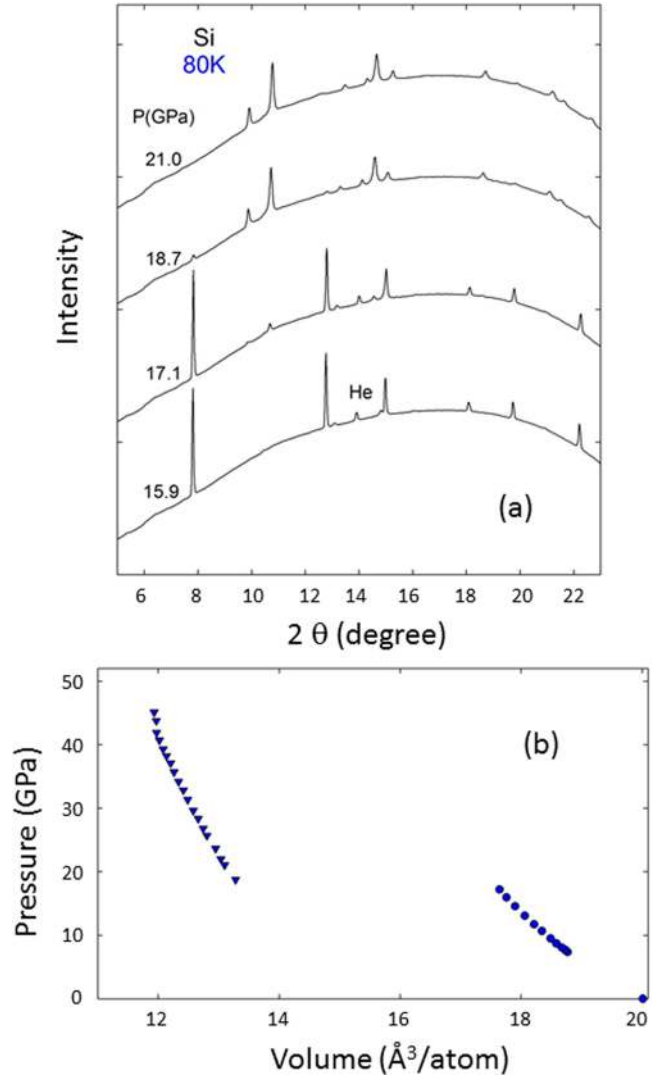 Si
80K
P(GPa)
21.0
18.7
17.1
He
15.9
(a)
Intensity
6 8 10 12 14 16 18 20 22
2 θ (degree)
50
40
30
20
10
0
(b)
Pressure (GPa)
12 14 16 18 20
Volume (Å³/atom)